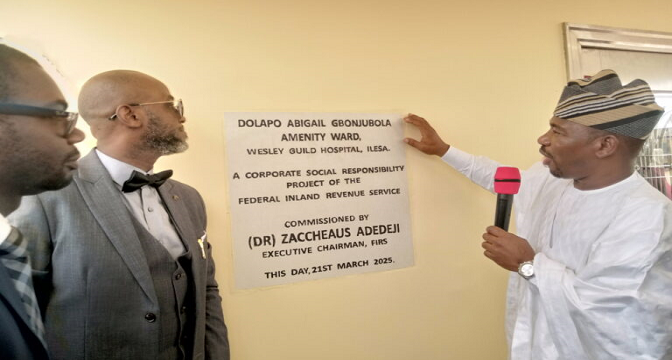 DOLAPO ABIGAIL GBONJUBOLA
AMENITY WARD,
WESLEY GUILD HOSPITAL, ILESA.
A CORPORATE SOCIAL RESPONSIBILITY
PROJECT OF THE
FEDERAL INLAND REVENUE SERVICE
COMMISSIONED BY
(DR) ZACCHEAUS ADEDEJI
EXECUTIVE CHAIRMAN, FIRS
THIS DAY, 21ST MARCH 2025.